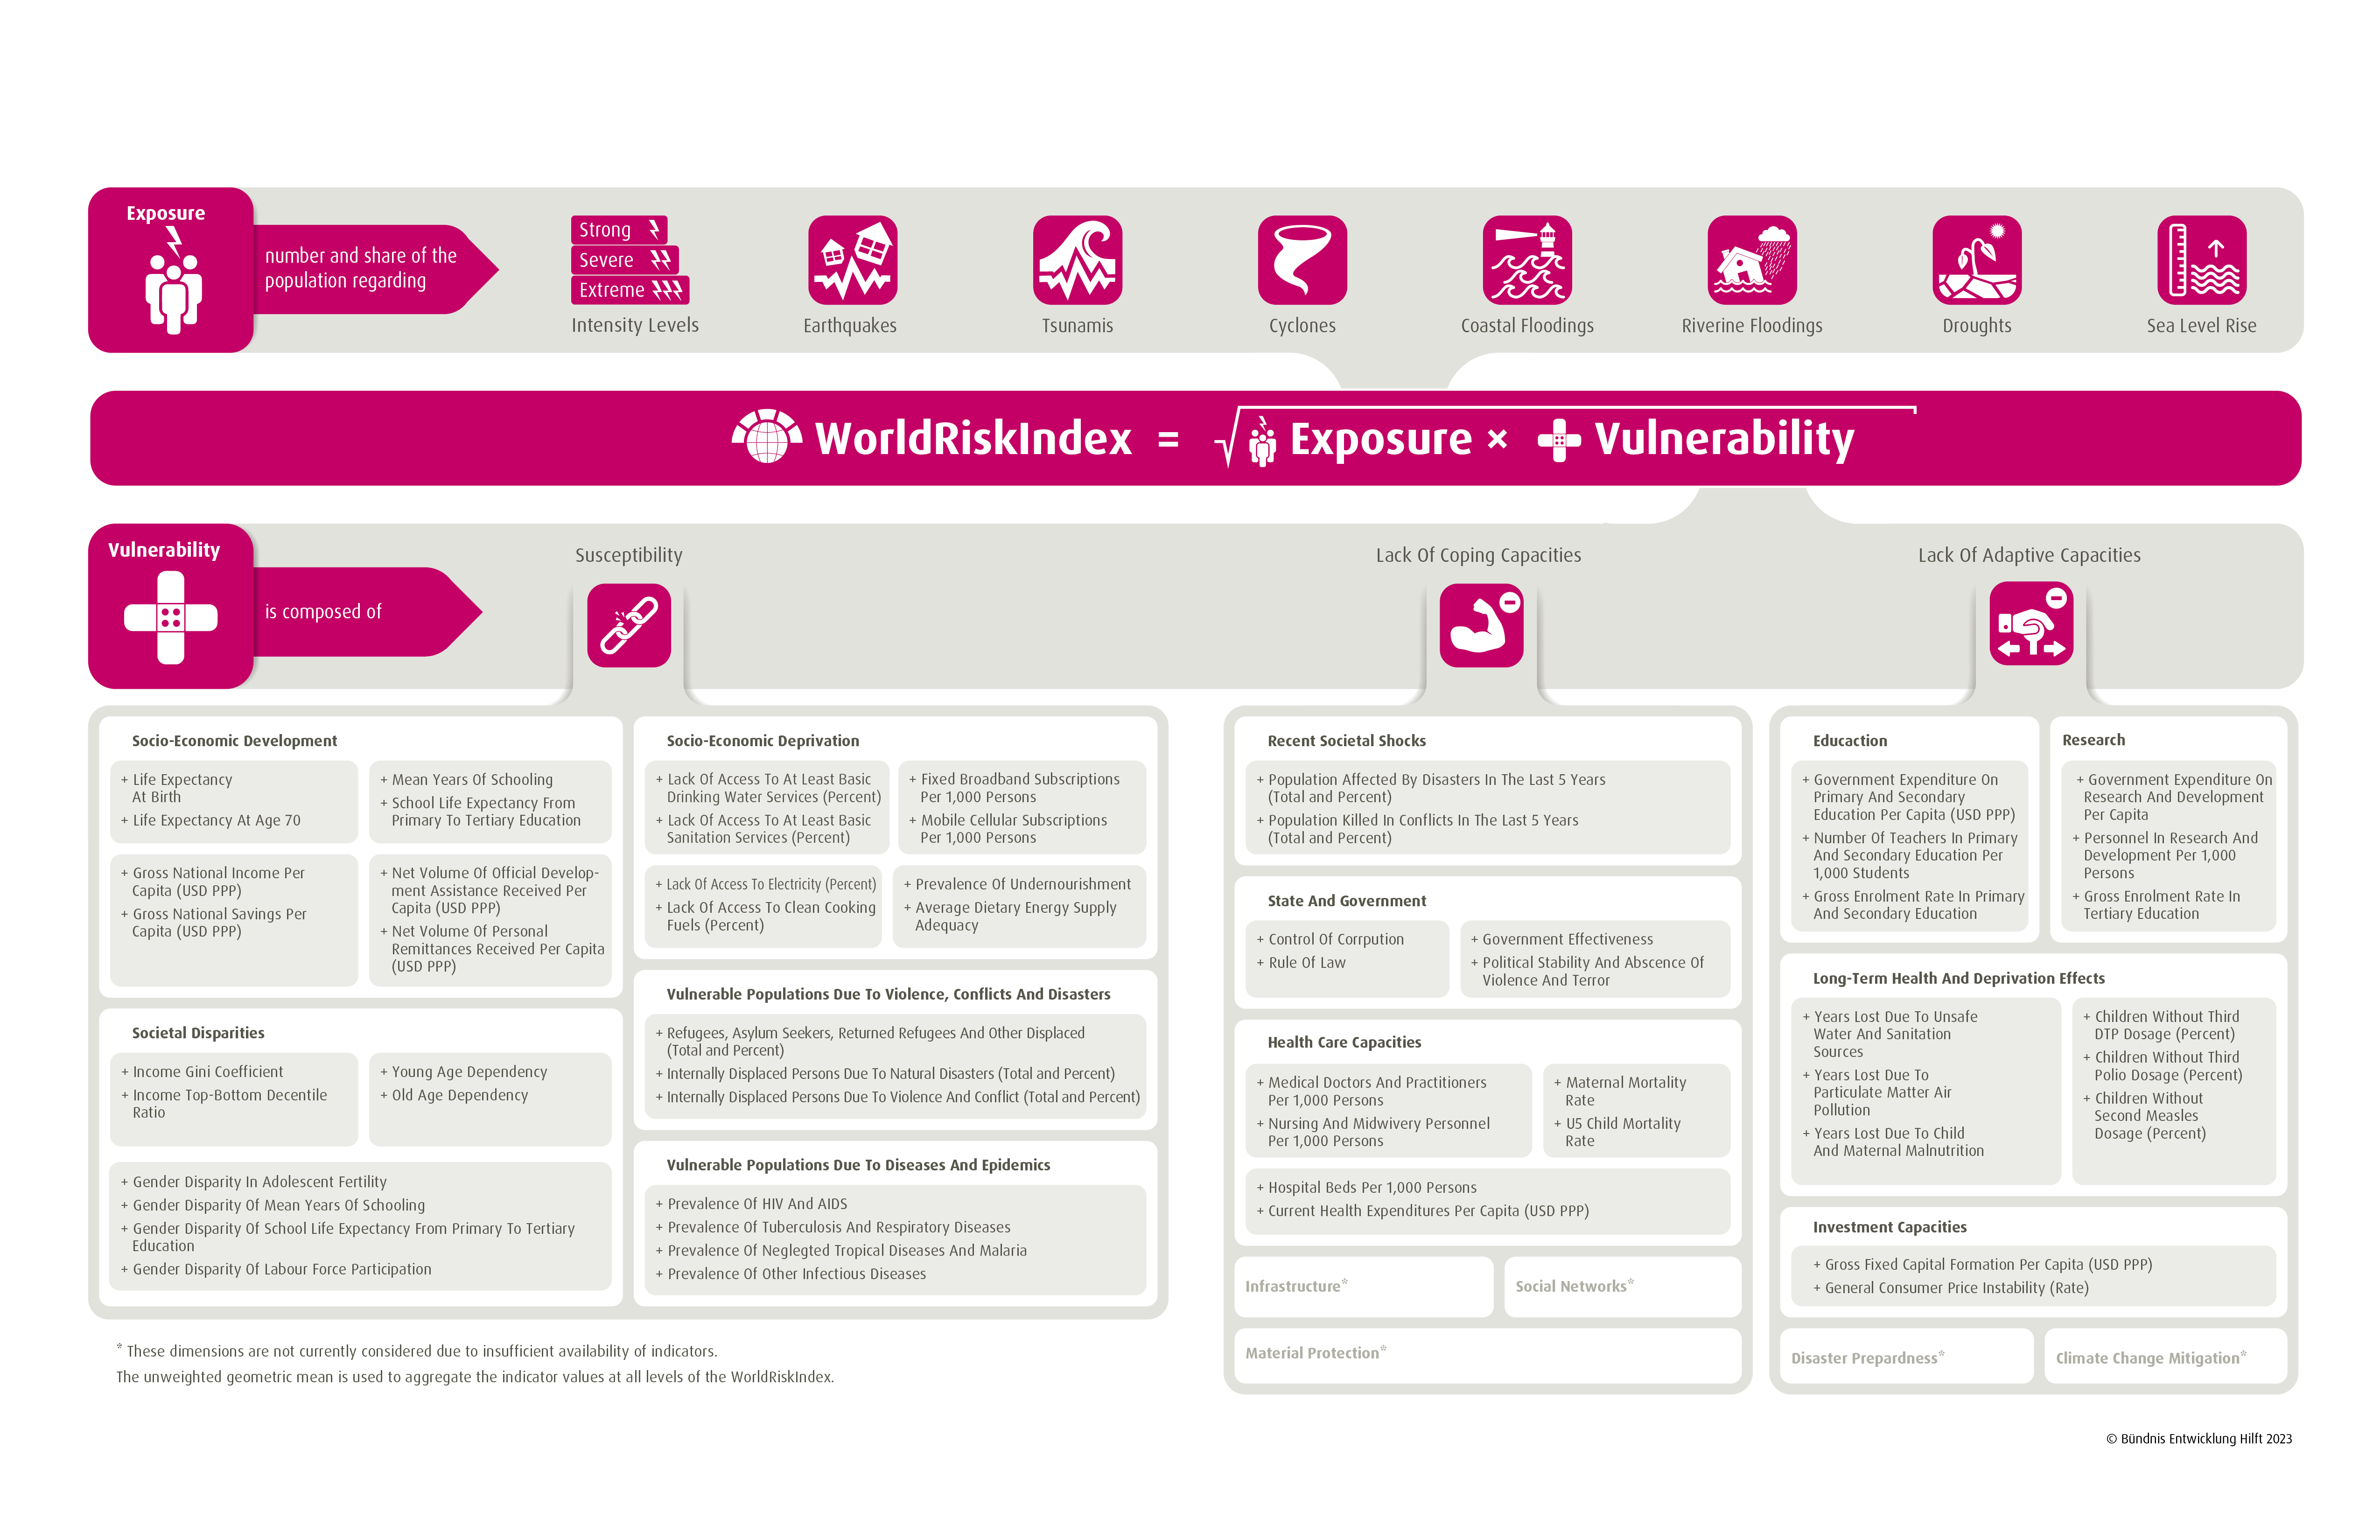 Exposure
number and share of the
population regarding
Strong
Severe
Extreme
Intensity Levels
Earthquakes
Tsunamis
Cyclones
Coastal Floodings
Riverine Floodings
Droughts
Sea Level Rise
WorldRiskIndex = √ Exposure × Vulnerability
Vulnerability
is composed of
Susceptibility
Lack Of Coping Capacities
Lack Of Adaptive Capacities
Socio-Economic Development
+ Life Expectancy
At Birth
+ Life Expectancy At Age 70
+ Mean Years Of Schooling
+ School Life Expectancy From
Primary To Tertiary Education
+ Gross National Income Per
Capita (USD PPP)
+ Gross National Savings Per
Capita (USD PPP)
+ Net Volume Of Official Develop-
ment Assistance Received Per
Capita (USD PPP)
+ Net Volume Of Personal
Remittances Received Per Capita
(USD PPP)
Societal Disparities
+ Income Gini Coefficient
+ Income Top-Bottom Decentile
Ratio
+ Young Age Dependency
+ Old Age Dependency
+ Gender Disparity In Adolescent Fertility
+ Gender Disparity Of Mean Years Of Schooling
+ Gender Disparity Of School Life Expectancy From Primary To Tertiary
Education
+ Gender Disparity Of Labour Force Participation
Socio-Economic Deprivation
+ Lack Of Access To At Least Basic
Drinking Water Services (Percent)
+ Lack Of Access To At Least Basic
Sanitation Services (Percent)
+ Fixed Broadband Subscriptions
Per 1,000 Persons
+ Mobile Cellular Subscriptions
Per 1,000 Persons
+ Lack Of Access To Electricity (Percent)
+ Lack Of Access To Clean Cooking
Fuels (Percent)
+ Prevalence Of Undernourishment
+ Average Dietary Energy Supply
Adequacy
Vulnerable Populations Due To Violence, Conflicts And Disasters
+ Refugees, Asylum Seekers, Returned Refugees And Other Displaced
(Total and Percent)
+ Internally Displaced Persons Due To Natural Disasters (Total and Percent)
+ Internally Displaced Persons Due To Violence And Conflict (Total and Percent)
Vulnerable Populations Due To Diseases And Epidemics
+ Prevalence Of HIV And AIDS
+ Prevalence Of Tuberculosis And Respiratory Diseases
+ Prevalence Of Neglegted Tropical Diseases And Malaria
+ Prevalence Of Other Infectious Diseases
Recent Societal Shocks
+ Population Affected By Disasters In The Last 5 Years
(Total and Percent)
+ Population Killed In Conflicts In The Last 5 Years
(Total and Percent)
State And Government
+ Control Of Corrpution
+ Rule Of Law
+ Government Effectiveness
+ Political Stability And Abscence Of
Violence And Terror
Health Care Capacities
+ Medical Doctors And Practitioners
Per 1,000 Persons
+ Nursing And Midwivery Personnel
Per 1,000 Persons
+ Maternal Mortality
Rate
+ U5 Child Mortality
Rate
+ Hospital Beds Per 1,000 Persons
+ Current Health Expenditures Per Capita (USD PPP)
Infrastructure*
Social Networks*
Material Protection*
Educaction
+ Government Expenditure On
Primary And Secondary
Education Per Capita (USD PPP)
+ Number Of Teachers In Primary
And Secondary Education Per
1,000 Students
+ Gross Enrolment Rate In Primary
And Secondary Education
Research
+ Government Expenditure On
Research And Development
Per Capita
+ Personnel In Research And
Development Per 1,000
Persons
+ Gross Enrolment Rate In
Tertiary Education
Long-Term Health And Deprivation Effects
+ Years Lost Due To Unsafe
Water And Sanitation
Sources
+ Years Lost Due To
Particulate Matter Air
Pollution
+ Years Lost Due To Child
And Maternal Malnutrition
+ Children Without Third
DTP Dosage (Percent)
+ Children Without Third
Polio Dosage (Percent)
+ Children Without
Second Measles
Dosage (Percent)
Investment Capacities
+ Gross Fixed Capital Formation Per Capita (USD PPP)
+ General Consumer Price Instability (Rate)
Disaster Prepardness*
Climate Change Mitigation*
* These dimensions are not currently considered due to insufficient availability of indicators.
The unweighted geometric mean is used to aggregate the indicator values at all levels of the WorldRiskIndex.
© Bündnis Entwicklung Hilft 2023